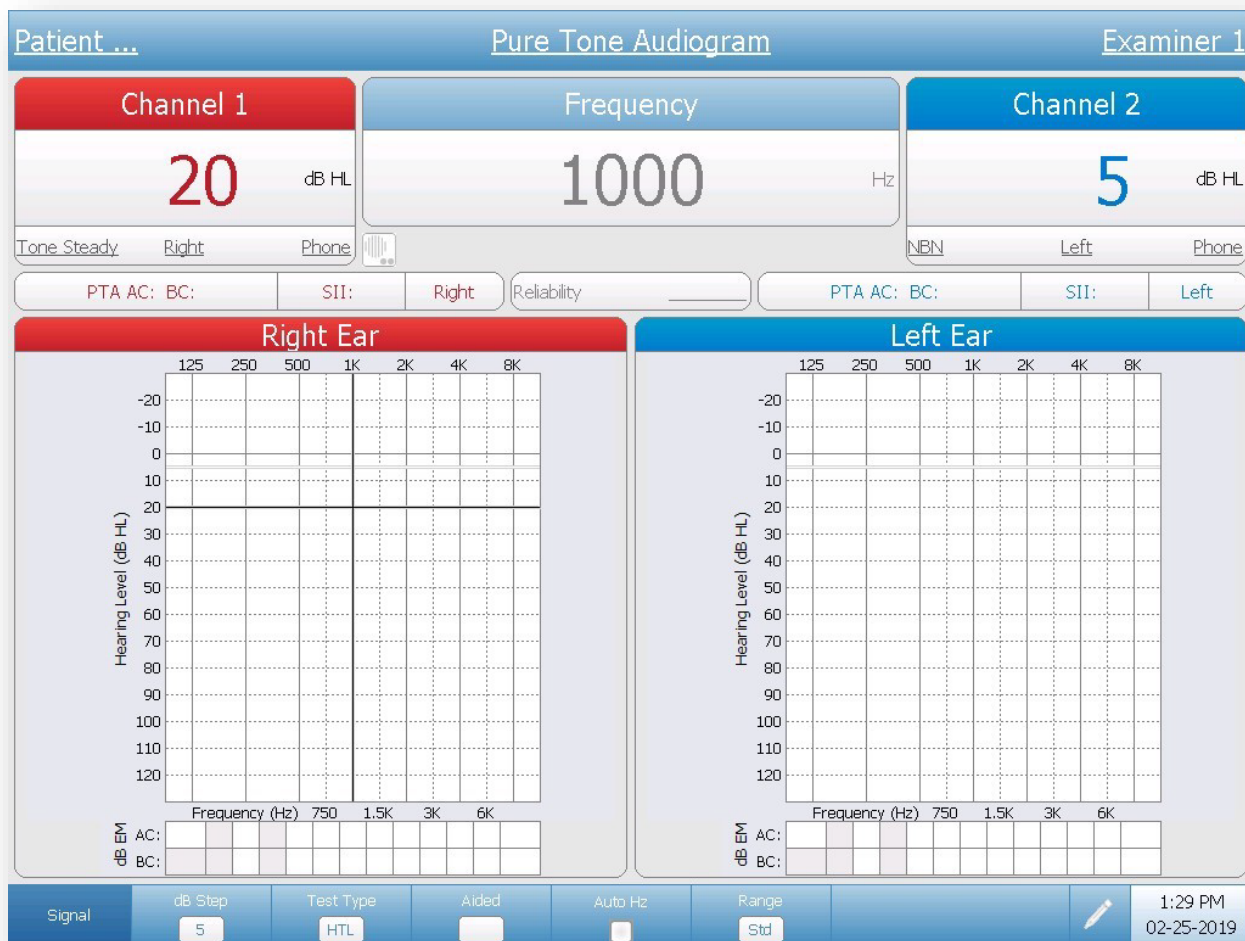 Patient ... Pure Tone Audiogram Examiner 1
Channel 1 Frequency Channel 2
20 dB HL 1000 Hz 5 dB HL
Tone Steady Right Phone NBN Left Phone
PTA AC: BC: SII: Right Reliability ________ PTA AC: BC: SII: Left
Right Ear
125 250 500 1K 2K 4K 8K
-20
-10
0
10
20
30
40
50
60
70
80
90
100
110
120
Hearing Level (dB HL)
Frequency (Hz) 750 1.5K 3K 6K
dB EM
AC:
BC:
Left Ear
125 250 500 1K 2K 4K 8K
-20
-10
0
10
20
30
40
50
60
70
80
90
100
110
120
Hearing Level (dB HL)
Frequency (Hz) 750 1.5K 3K 6K
dB EM
AC:
BC:
Signal dB Step Test Type Aided Auto Hz Range 1:29 PM
5 HTL Std 02-25-2019